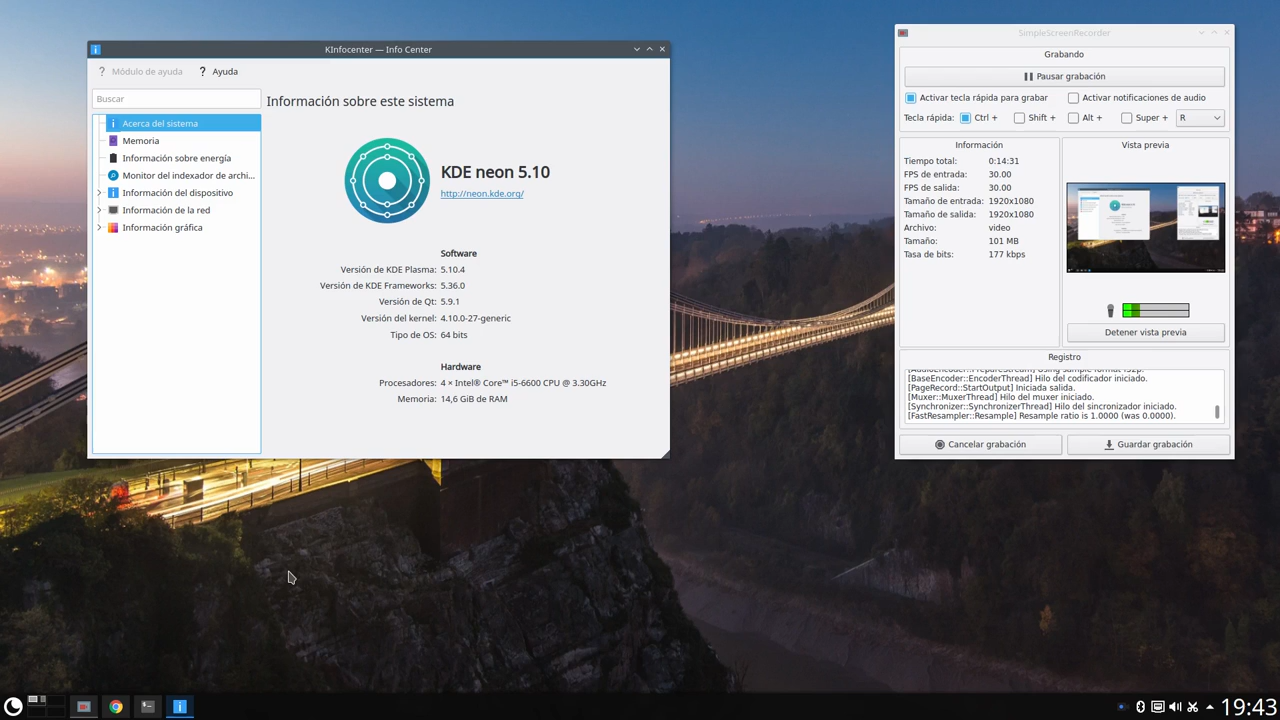 KInfocenter — Info Center
Módulo de ayuda
Ayuda
Buscar
Acerca del sistema
Memoria
Información sobre energía
Monitor del indexador de archi...
Información del dispositivo
Información de la red
Información gráfica
Información sobre este sistema
KDE neon 5.10
http://neon.kde.org/
Software
Versión de KDE Plasma: 5.10.4
Versión de KDE Frameworks: 5.36.0
Versión de Qt: 5.9.1
Versión del kernel: 4.10.0-27-generic
Tipo de OS: 64 bits
Hardware
Procesadores: 4 × Intel® Core™ i5-6600 CPU @ 3.30GHz
Memoria: 14,6 GiB de RAM
SimpleScreenRecorder
Grabando
Pausar grabación
Activar tecla rápida para grabar
Activar notificaciones de audio
Tecla rápida: Ctrl + Shift + Alt + Super + R
Información
Tiempo total: 0:14:31
FPS de entrada: 30.00
FPS de salida: 30.00
Tamaño de entrada: 1920x1080
Tamaño de salida: 1920x1080
Archivo: video
Tamaño: 101 MB
Tasa de bits: 177 kbps
Vista previa
Detener vista previa
Registro
[BaseEncoder::EncoderThread] Hilo del codificador iniciado.
[PageRecord::StartOutput] Iniciada salida.
[Muxer::MuxerThread] Hilo del muxer iniciado.
[Synchronizer::SynchronizerThread] Hilo del sincronizador iniciado.
[FastResampler::Resample] Resample ratio is 1.0000 (was 0.0000).
Cancelar grabación
Guardar grabación
19:43